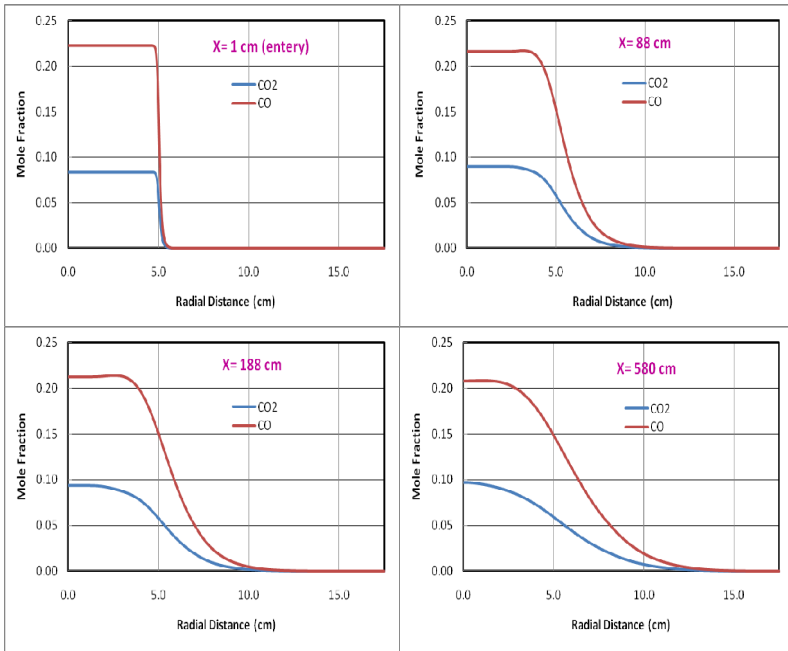 0.25
0.20
0.15
0.10
0.05
0.00
Mole Fraction
X= 1 cm (entery)
CO2
CO
0.0 5.0 10.0 15.0
Radial Distance (cm)
0.25
0.20
0.15
0.10
0.05
0.00
Mole Fraction
X= 88 cm
CO2
CO
0.0 5.0 10.0 15.0
Radial Distance (cm)
0.25
0.20
0.15
0.10
0.05
0.00
Mole Fraction
X= 188 cm
CO2
CO
0.0 5.0 10.0 15.0
Radial Distance (cm)
0.25
0.20
0.15
0.10
0.05
0.00
Mole Fraction
X= 580 cm
CO2
CO
0.0 5.0 10.0 15.0
Radial Distance (cm)